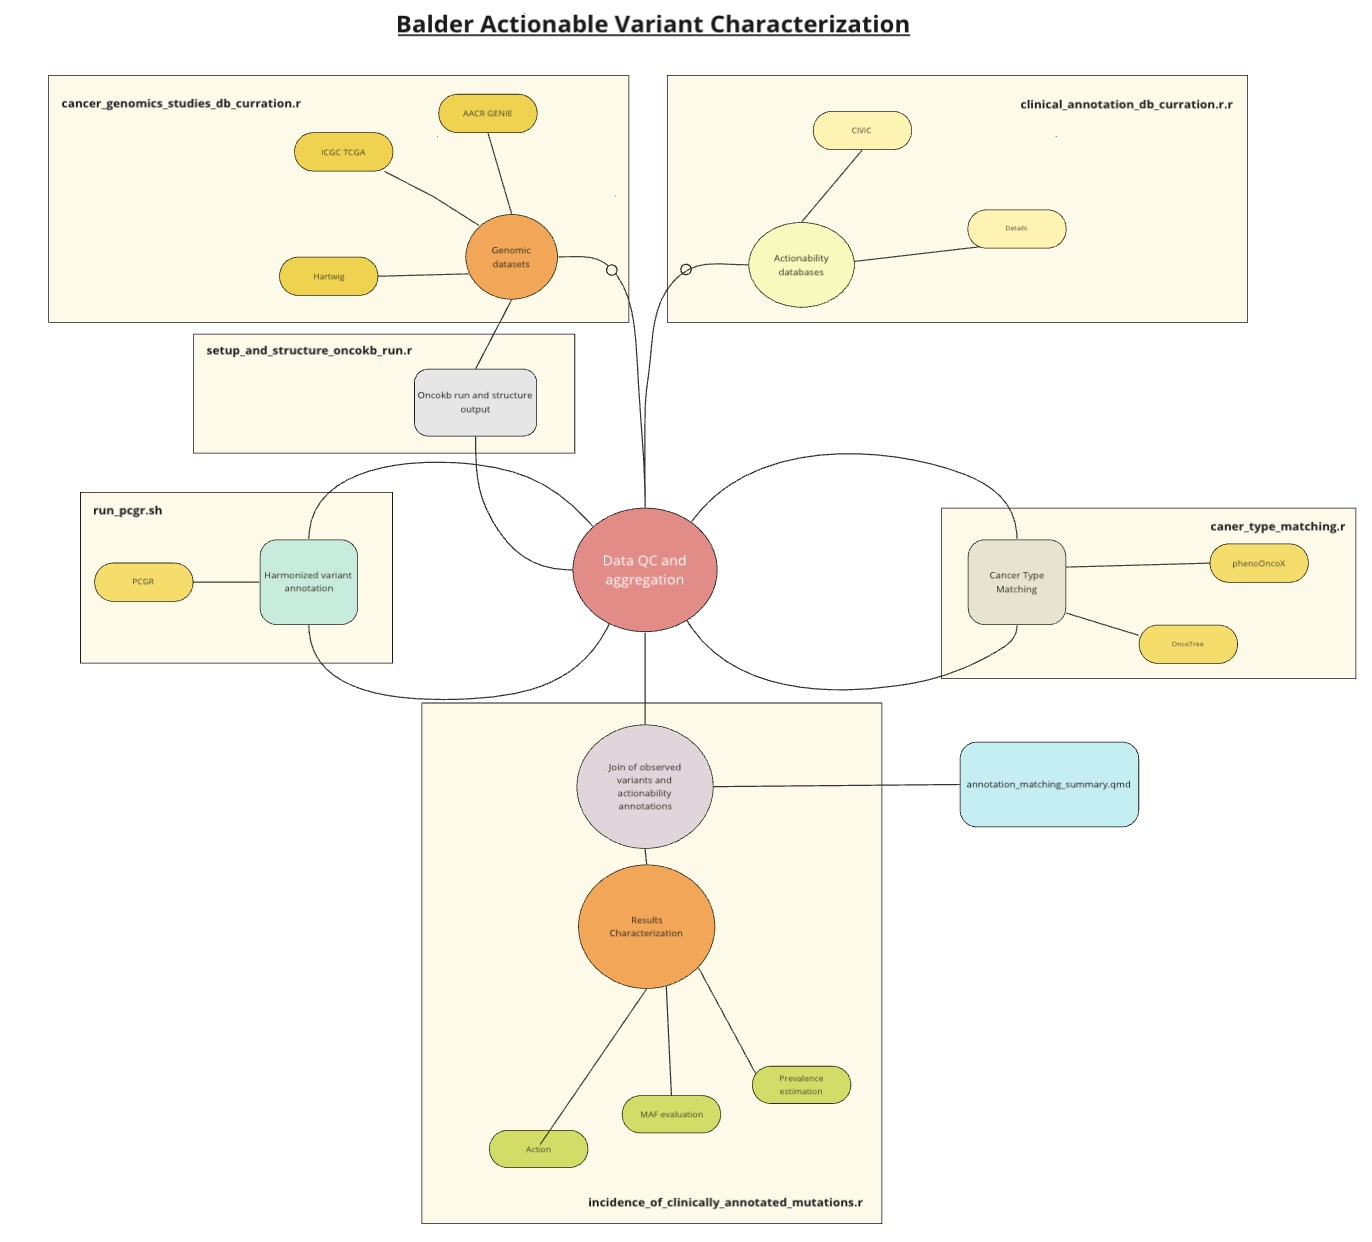 Balder Actionable Variant Characterization
cancer_genomics_studies_db_curration.r
AACR GENIE
ICGC TCGA
Genomic
datasets
Hartwig
clinical_annotation_db_curration.r.r
CIViC
Details
Actionability
databases
setup_and_structure_oncokb_run.r
Oncokb run and structure
output
run_pcgr.sh
PCGR
Harmonized variant
annotation
Data QC and
aggregation
caner_type_matching.r
phenoOncoX
Cancer Type
Matching
OncoTree
Join of observed
variants and
actionability
annotations
annotation_matching_summary.qmd
Results
Characterization
Prevalence
estimation
MAF evaluation
Action
incidence_of_clinically_annotated_mutations.r